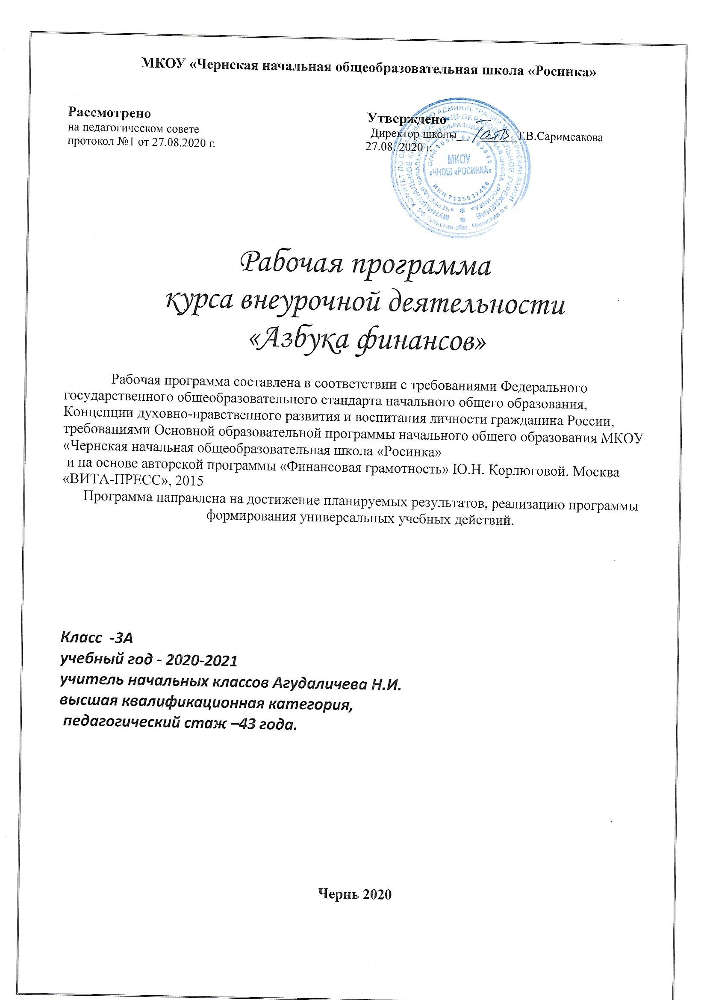 МКОУ «Чернская начальная общеобразовательная школа «Росинка»
Рассмотрено
на педагогическом совете
протокол №1 от 27.08.2020 г.
Утверждено
Директор школы__________Т.В.Саримсакова
27.08. 2020 г.
МКОУ
«ЧНОШ «РОСИНКА»
ИНН 7135037488
Рабочая программа
курса внеурочной деятельности
«Азбука финансов»
Рабочая программа составлена в соответствии с требованиями Федерального
государственного общеобразовательного стандарта начального общего образования,
Концепции духовно-нравственного развития и воспитания личности гражданина России,
требованиями Основной образовательной программы начального общего образования МКОУ
«Чернская начальная общеобразовательная школа «Росинка»
и на основе авторской программы «Финансовая грамотность» Ю.Н. Корлюговой. Москва
«ВИТА-ПРЕСС», 2015
Программа направлена на достижение планируемых результатов, реализацию программы
формирования универсальных учебных действий.
Класс -3А
учебный год - 2020-2021
учитель начальных классов Агудаличева Н.И.
высшая квалификационная категория,
педагогический стаж –43 года.
Чернь 2020